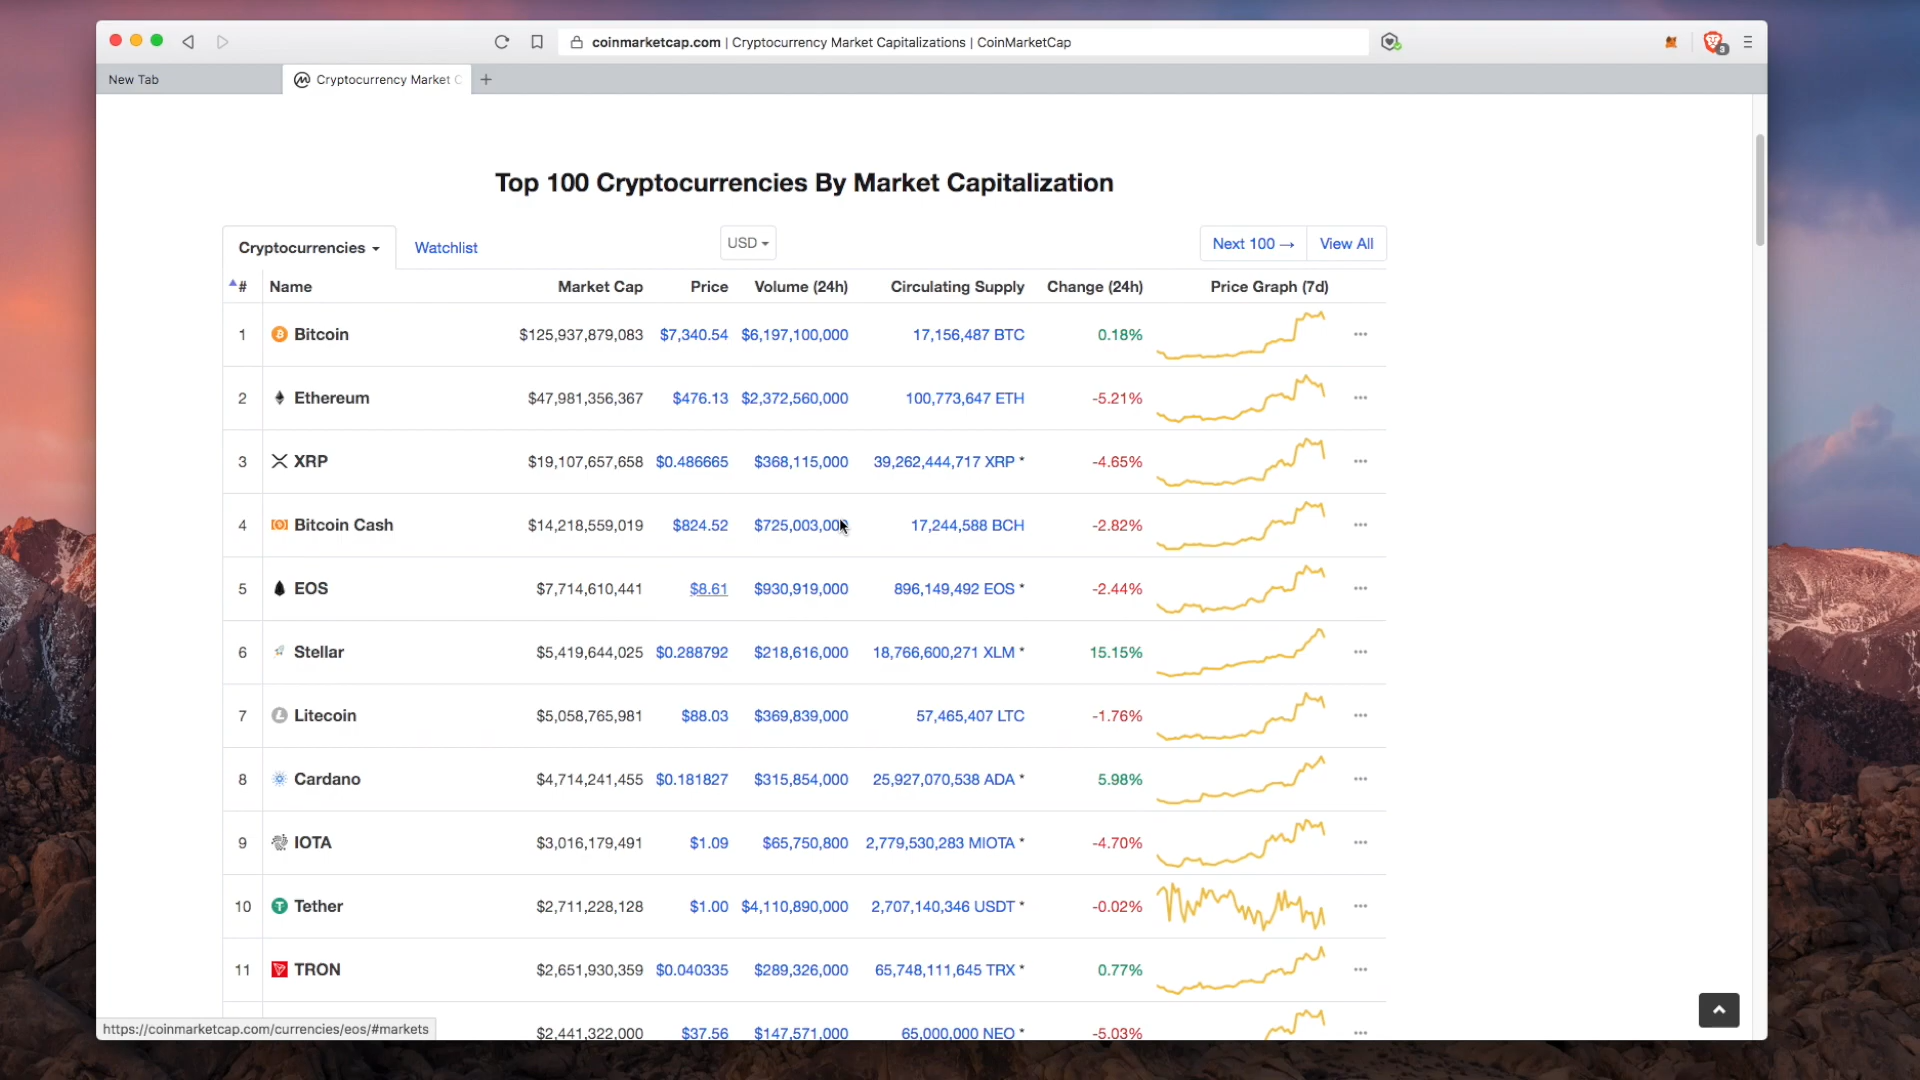 coinmarketcap.com | Cryptocurrency Market Capitalizations | CoinMarketCap
3
New Tab
Cryptocurrency Market C
Top 100 Cryptocurrencies By Market Capitalization
Cryptocurrencies Watchlist USD Next 100 → View All
# Name Market Cap Price Volume (24h) Circulating Supply Change (24h) Price Graph (7d)
1 Bitcoin $125,937,879,083 $7,340.54 $6,197,100,000 17,156,487 BTC 0.18%
2 Ethereum $47,981,356,367 $476.13 $2,372,560,000 100,773,647 ETH -5.21%
3 XRP $19,107,657,658 $0.486665 $368,115,000 39,262,444,717 XRP * -4.65%
4 Bitcoin Cash $14,218,559,019 $824.52 $725,003,000 17,244,588 BCH -2.82%
5 EOS $7,714,610,441 $8.61 $930,919,000 896,149,492 EOS * -2.44%
6 Stellar $5,419,644,025 $0.288792 $218,616,000 18,766,600,271 XLM * 15.15%
7 Litecoin $5,058,765,981 $88.03 $369,839,000 57,465,407 LTC -1.76%
8 Cardano $4,714,241,455 $0.181827 $315,854,000 25,927,070,538 ADA * 5.98%
9 IOTA $3,016,179,491 $1.09 $65,750,800 2,779,530,283 MIOTA * -4.70%
10 Tether $2,711,228,128 $1.00 $4,110,890,000 2,707,140,346 USDT * -0.02%
11 TRON $2,651,930,359 $0.040335 $289,326,000 65,748,111,645 TRX * 0.77%
$2,441,322,000 $37.56 $147,571,000 65,000,000 NEO * -5.03%
https://coinmarketcap.com/currencies/eos/#markets